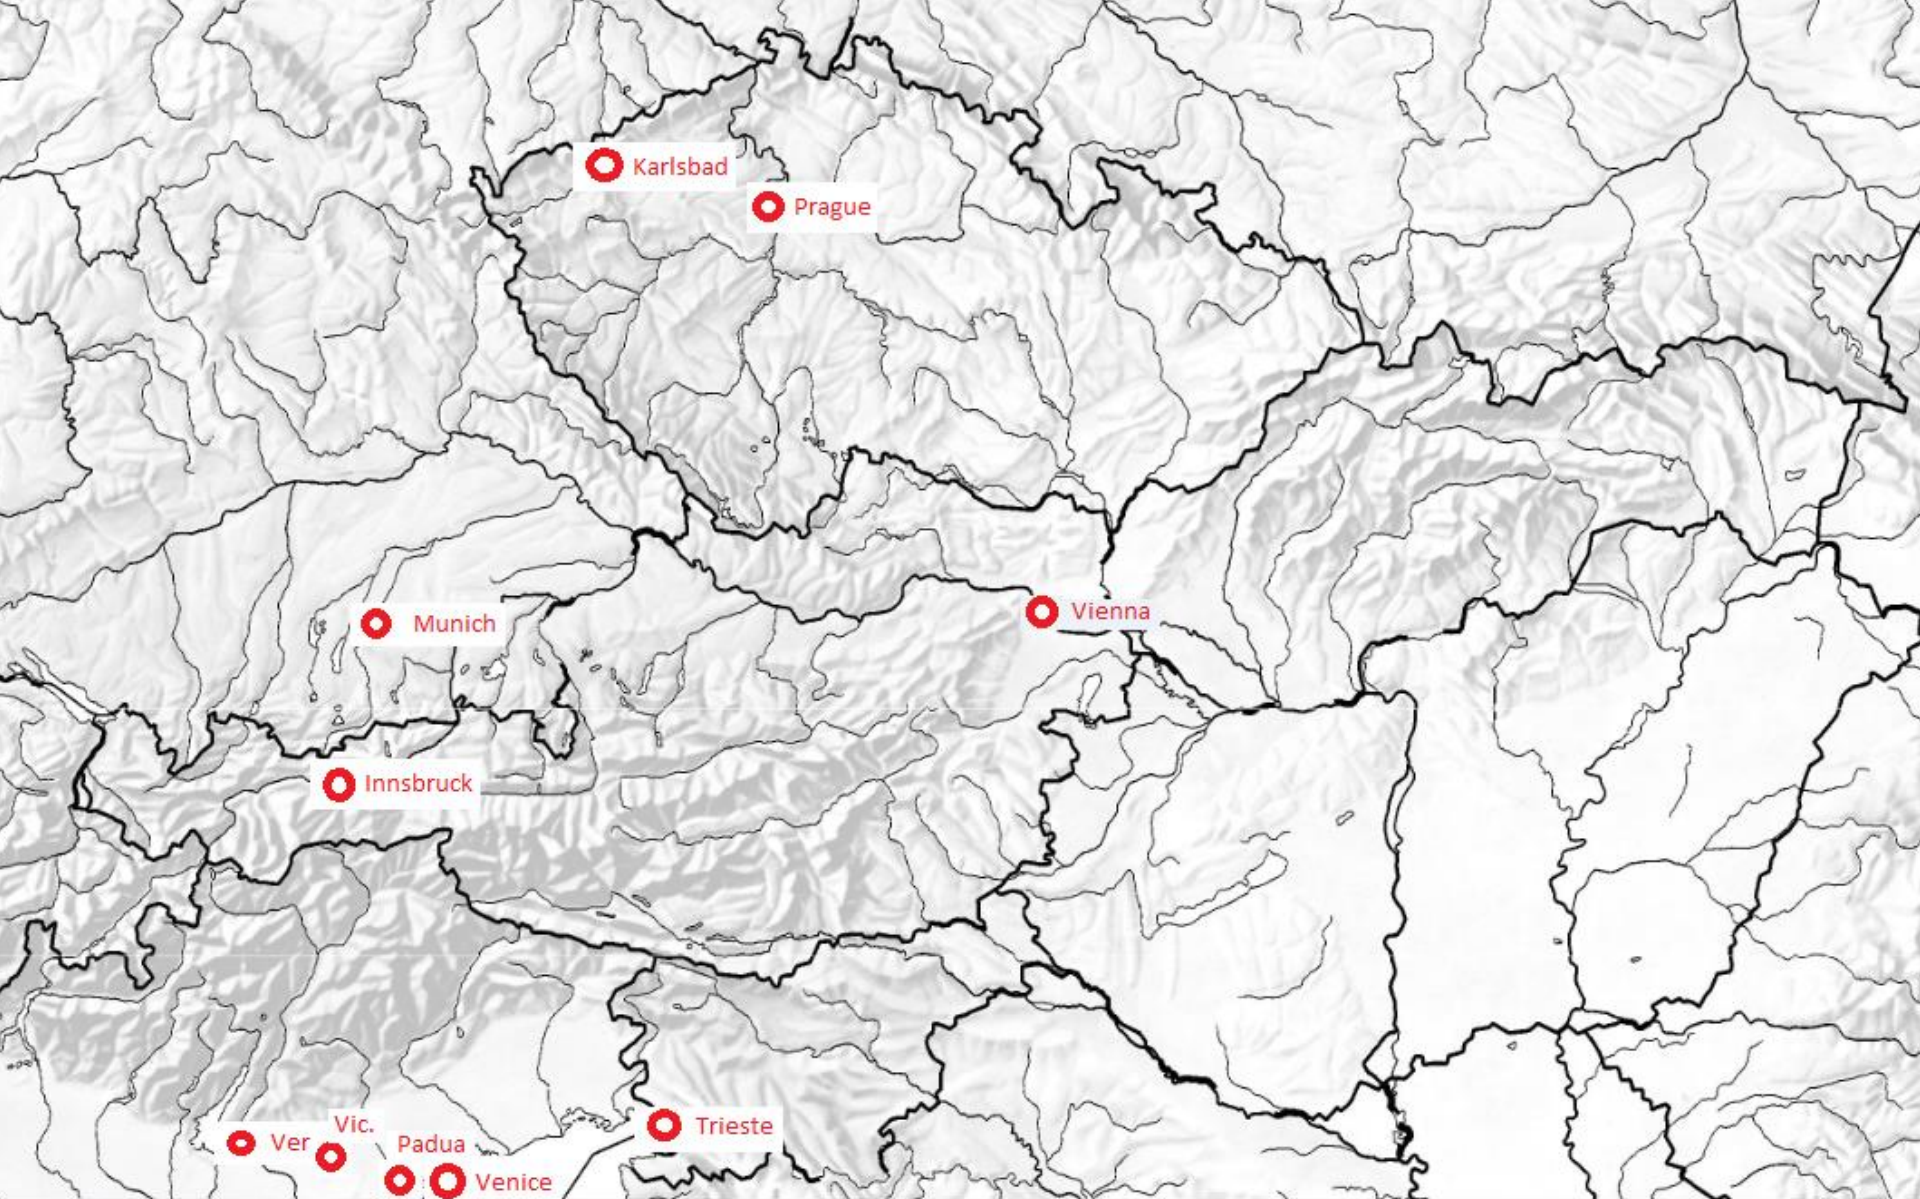 Karlsbad
Prague
Vienna
Munich
Innsbruck
Vic.
Trieste
Ver
Padua
Venice